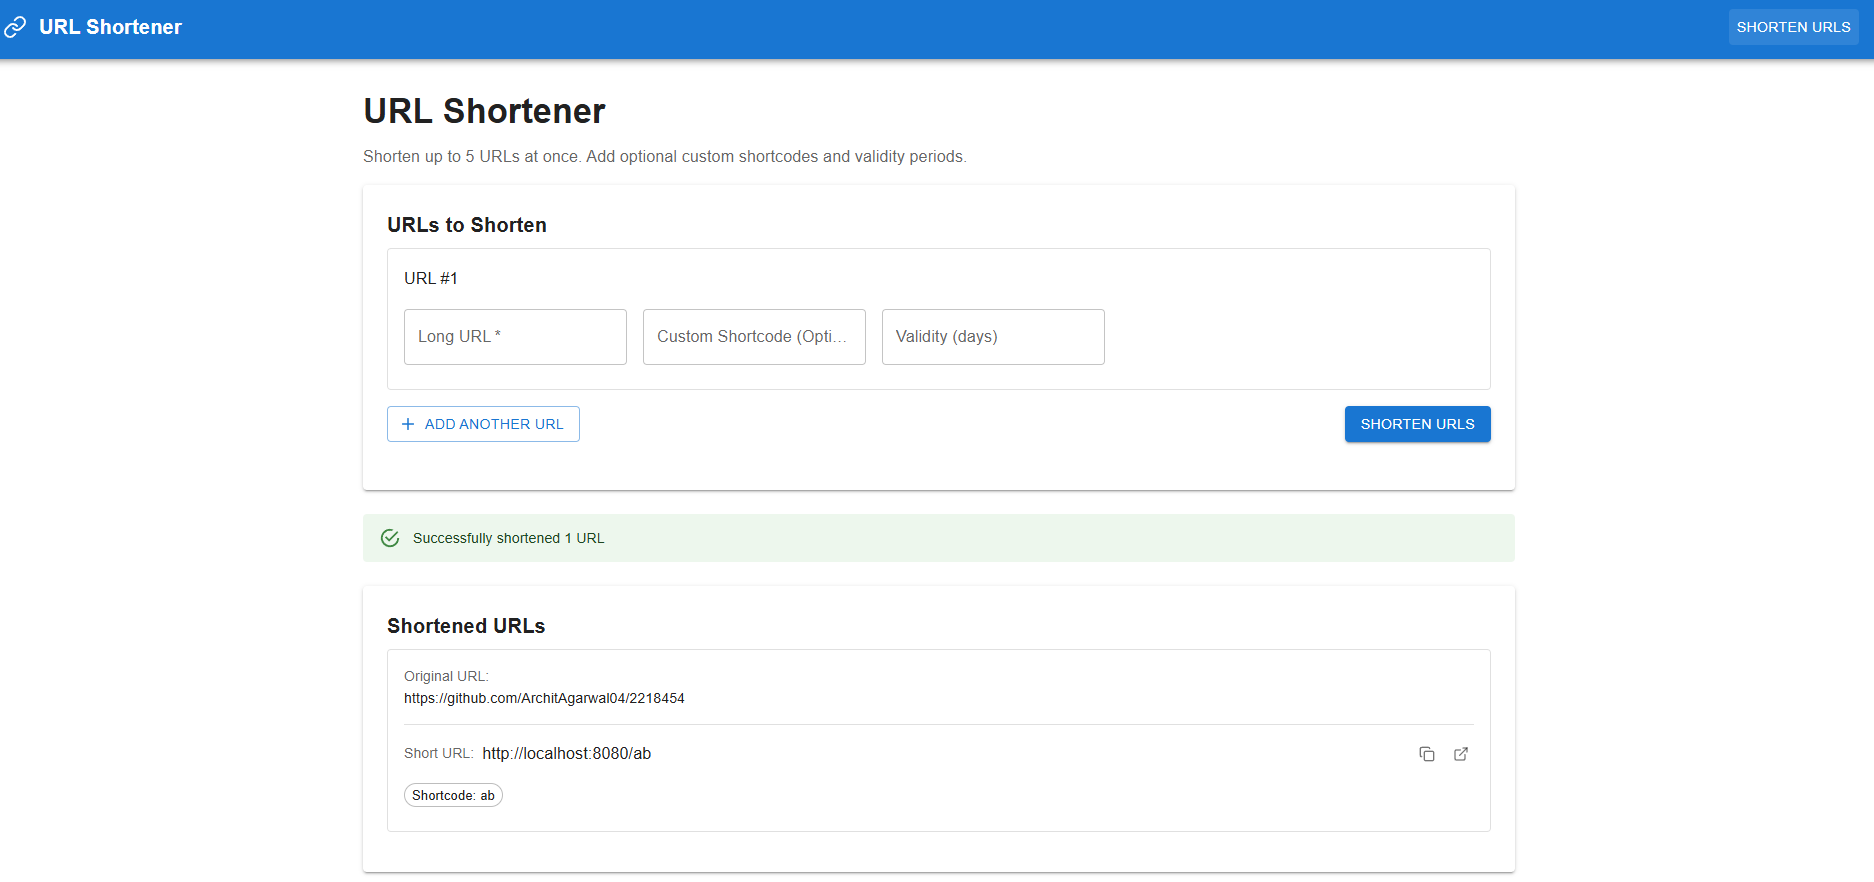 URL Shortener
SHORTEN URLS
URL Shortener
Shorten up to 5 URLs at once. Add optional custom shortcodes and validity periods.
URLs to Shorten
URL #1
Long URL *
Custom Shortcode (Opti...
Validity (days)
ADD ANOTHER URL
SHORTEN URLS
Successfully shortened 1 URL
Shortened URLs
Original URL:
https://github.com/ArchitAgarwal04/2218454
Short URL: http://localhost:8080/ab
Shortcode: ab